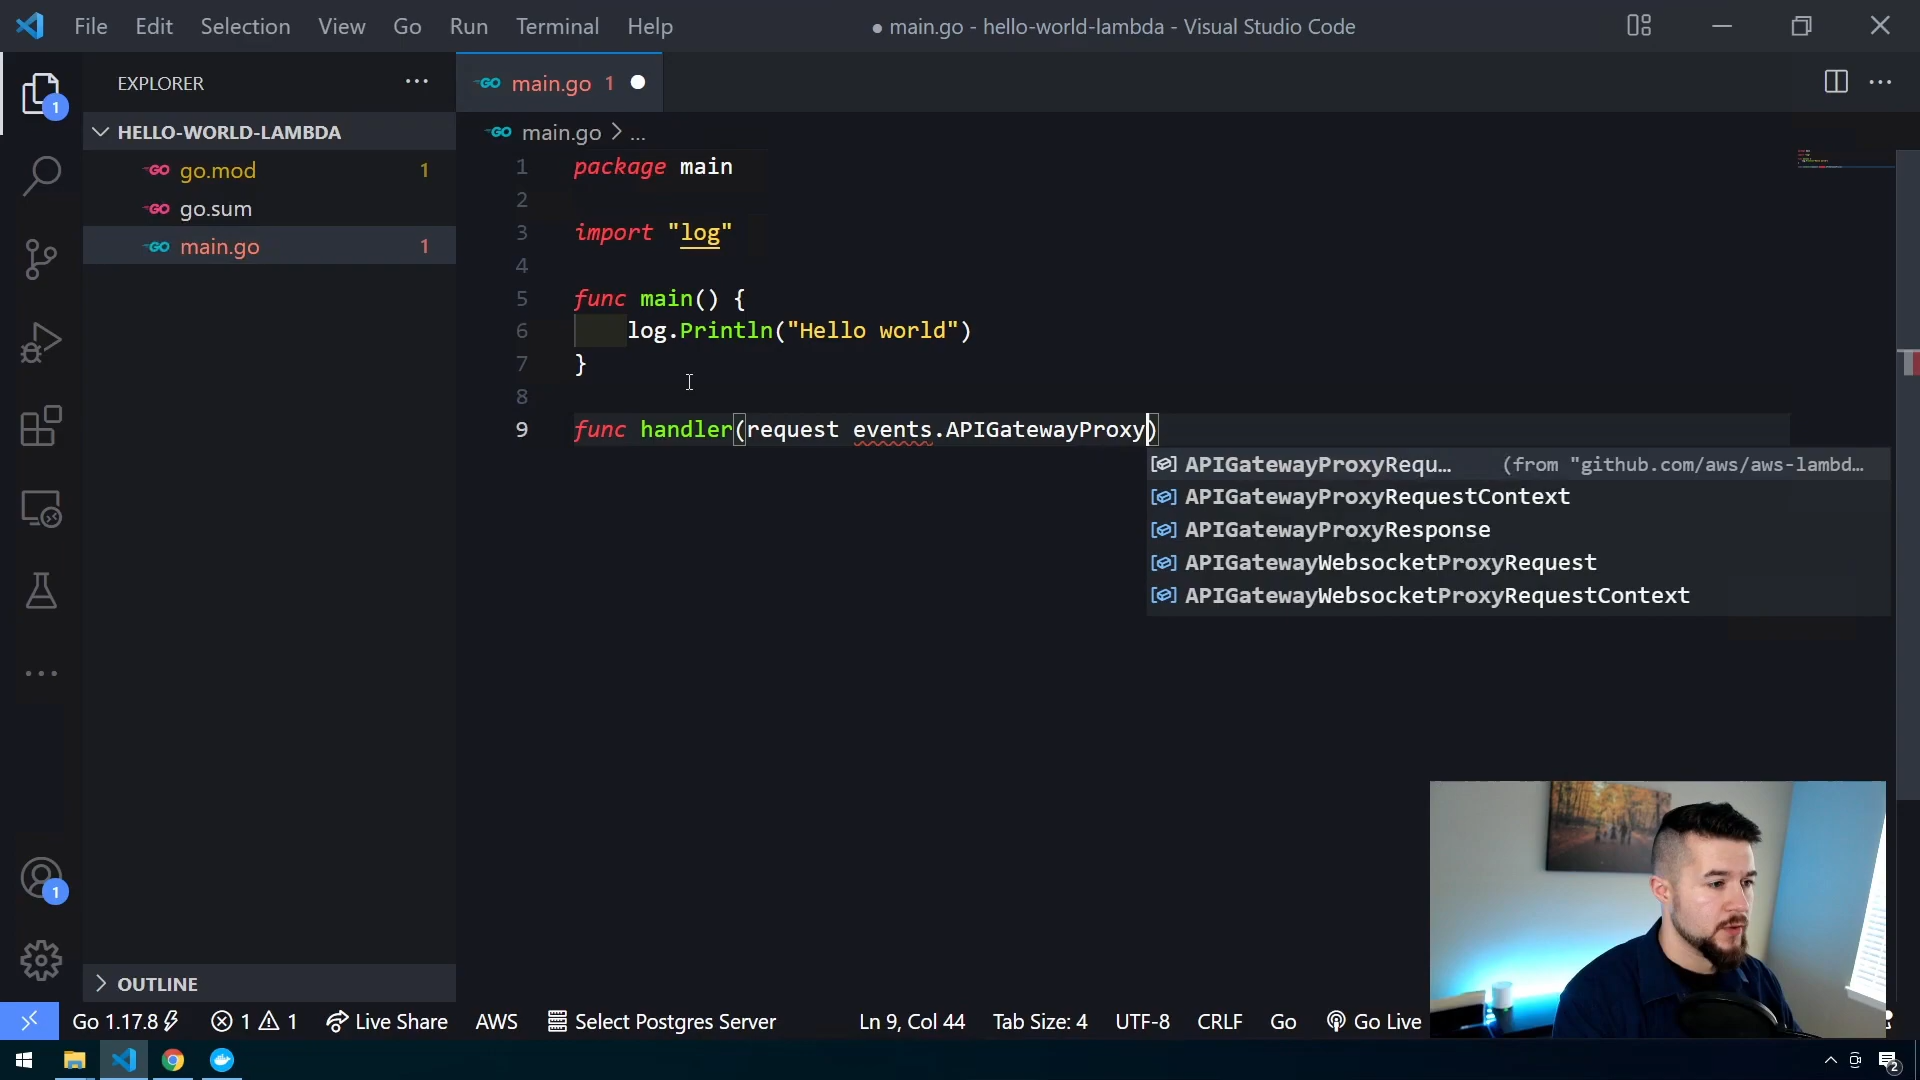 File Edit Selection View Go Run Terminal Help
● main.go - hello-world-lambda - Visual Studio Code
EXPLORER
main.go 1
HELLO-WORLD-LAMBDA
go.mod 1
go.sum
main.go 1
main.go > ...
1 package main
2
3 import "log"
4
5 func main() {
6 log.Println("Hello world")
7 }
8
9 func handler(request events.APIGatewayProxy)
APIGatewayProxyRequ... (from "github.com/aws/aws-lambd...
APIGatewayProxyRequestContext
APIGatewayProxyResponse
APIGatewayWebsocketProxyRequest
APIGatewayWebsocketProxyRequestContext
1
1
OUTLINE
Go 1.17.8 1 1 Live Share AWS Select Postgres Server Ln 9, Col 44 Tab Size: 4 UTF-8 CRLF Go Go Live
2